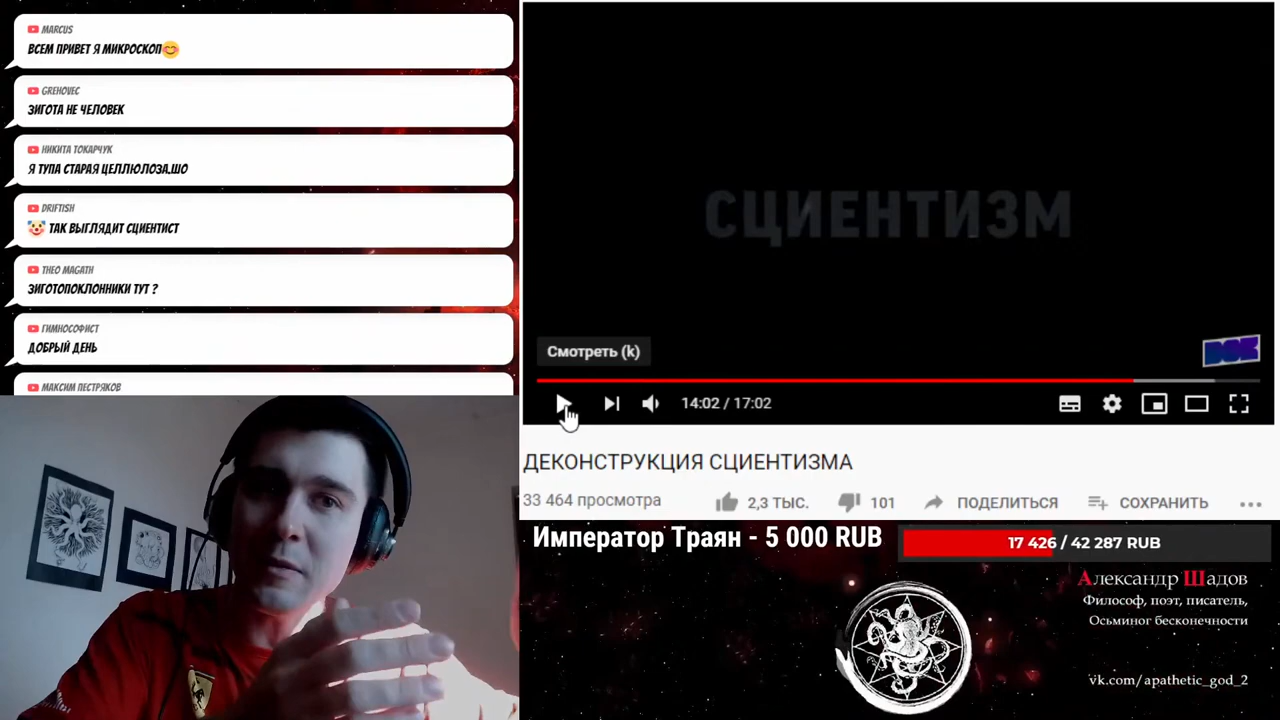 MARCUS
ВСЕМ ПРИВЕТ Я МИКРОСКОП😊
GREHOVEC
ЗИГОТА НЕ ЧЕЛОВЕК
НИКИТА ТОКАРЧУК
Я ТУПА СТАРАЯ ЦЕЛЛЮЛОЗА.ШО
DRIFTISH
🤡 ТАК ВЫГЛЯДИТ СЦИЕНТИСТ
THEO MAGATH
ЗИГОТОПОКЛОННИКИ ТУТ ?
ГИМНОСОФИСТ
ДОБРЫЙ ДЕНЬ
МАКСИМ ПЕСТРЯКОВ
СЦИЕНТИЗМ
Смотреть (k)
14:02 / 17:02
ДЕКОНСТРУКЦИЯ СЦИЕНТИЗМА
33 464 просмотра
2,3 ТЫС.
101
ПОДЕЛИТЬСЯ
СОХРАНИТЬ
Император Траян - 5 000 RUB
17 426 / 42 287 RUB
Александр Шадов
Философ, поэт, писатель,
Осьминог бесконечности
vk.com/apathetic_god_2